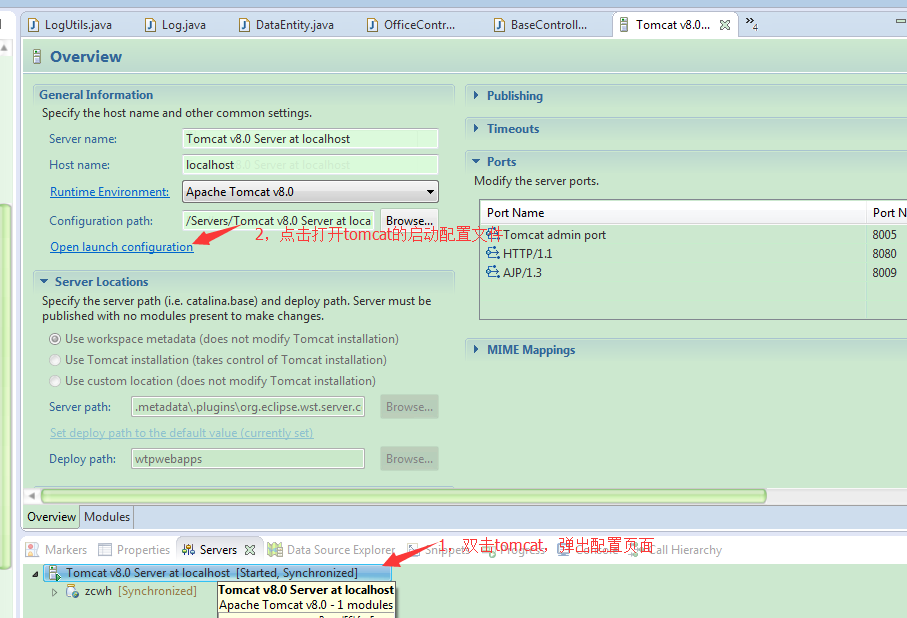 LogUtils.java
Log.java
DataEntity.java
OfficeContr...
BaseControll...
Tomcat v8.0...
»4
Overview
General Information
Specify the host name and other common settings.
Server name: Tomcat v8.0 Server at localhost
Host name: localhost
Runtime Environment: Apache Tomcat v8.0
Configuration path: /Servers/Tomcat v8.0 Server at loca Browse...
Open launch configuration
2，点击打开tomcat的启动配置文件
Server Locations
Specify the server path (i.e. catalina.base) and deploy path. Server must be
published with no modules present to make changes.
Use workspace metadata (does not modify Tomcat installation)
Use Tomcat installation (takes control of Tomcat installation)
Use custom location (does not modify Tomcat installation)
Server path: .metadata\.plugins\org.eclipse.wst.server.c Browse...
Set deploy path to the default value (currently set)
Deploy path: wtpwebapps Browse...
Publishing
Timeouts
Ports
Modify the server ports.
Port Name Port N
Tomcat admin port 8005
HTTP/1.1 8080
AJP/1.3 8009
MIME Mappings
Overview Modules
Markers Properties Servers Data Source Explorer Snippets Call Hierarchy
1，双击tomcat，弹出配置页面
Tomcat v8.0 Server at localhost [Started, Synchronized]
zcwh [Synchronized]
Tomcat v8.0 Server at localhost
Apache Tomcat v8.0 - 1 modules